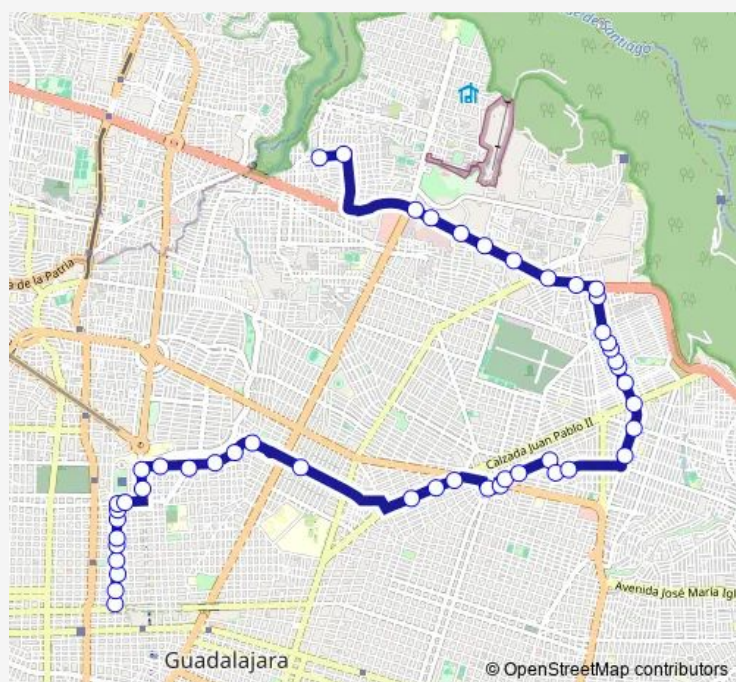 de Santiago
a de la Patria
Calzada Juan Pablo II
Avenida José María Igl
Guadalajara
© OpenStreetMap contributors